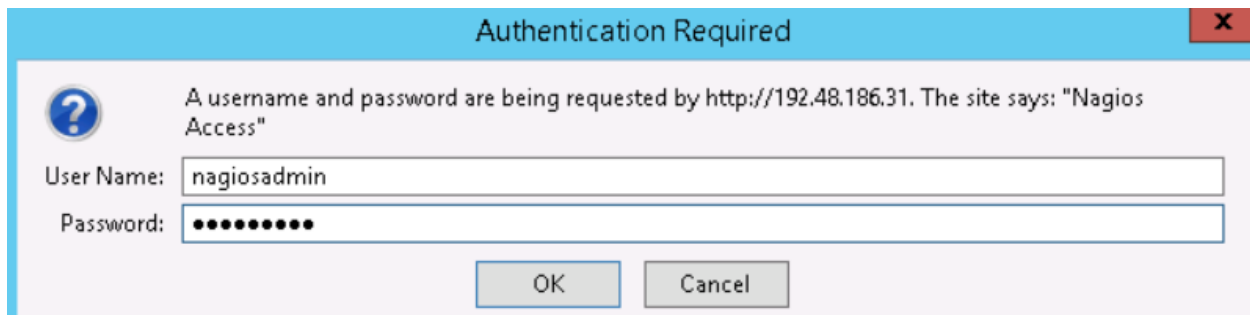 Authentication Required
x
A username and password are being requested by http://192.48.186.31. The site says: "Nagios
Access"
User Name: nagiosadmin
Password: ●●●●●●●●●
OK Cancel